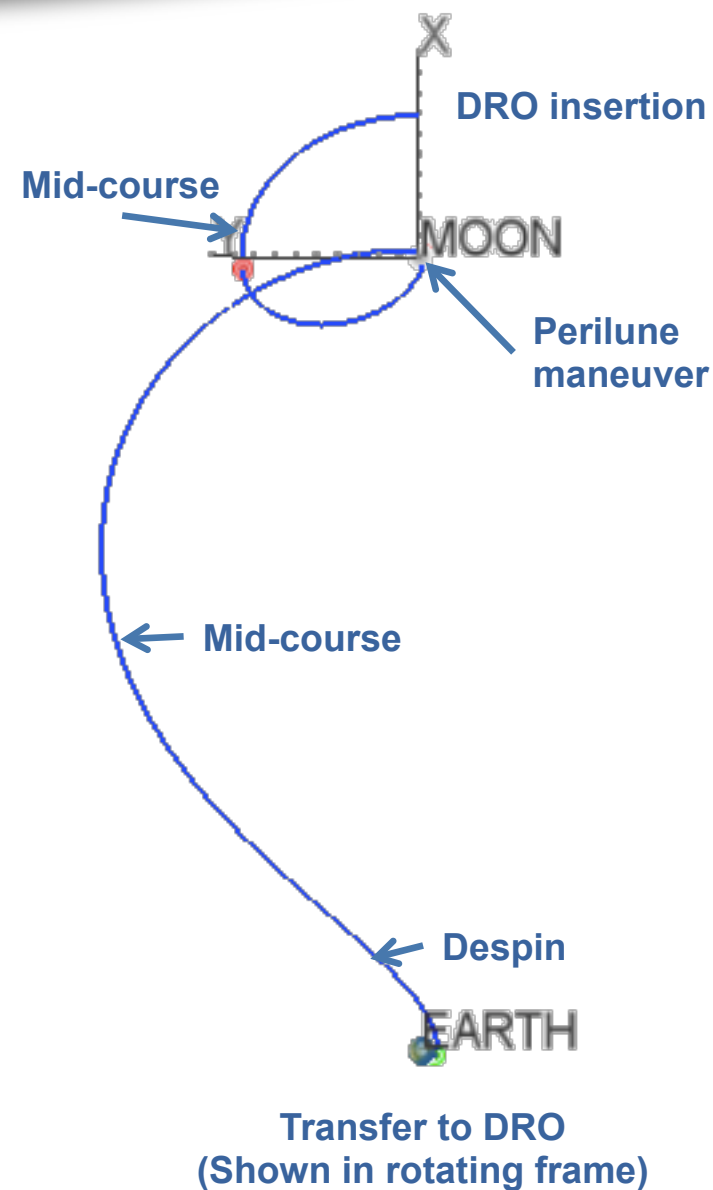 X
DRO insertion
Mid-course
Y
MOON
Perilune
maneuver
Mid-course
Despin
EARTH
Transfer to DRO
(Shown in rotating frame)